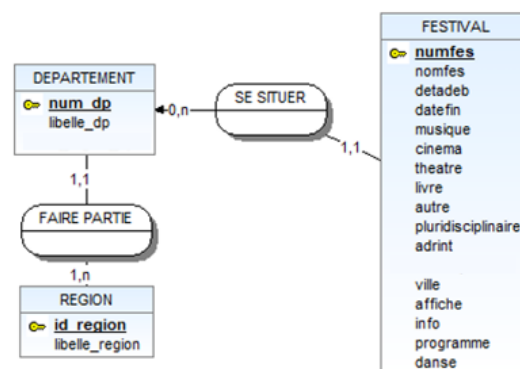 FESTIVAL
numfes
nomfes
detadeb
datefin
musique
cinema
theatre
livre
autre
pluridisciplinaire
adrint
ville
affiche
info
programme
danse
DEPARTEMENT
num_dp
libelle_dp
0,n
SE SITUER
1,1
1,1
FAIRE PARTIE
1,n
REGION
id_region
libelle_region